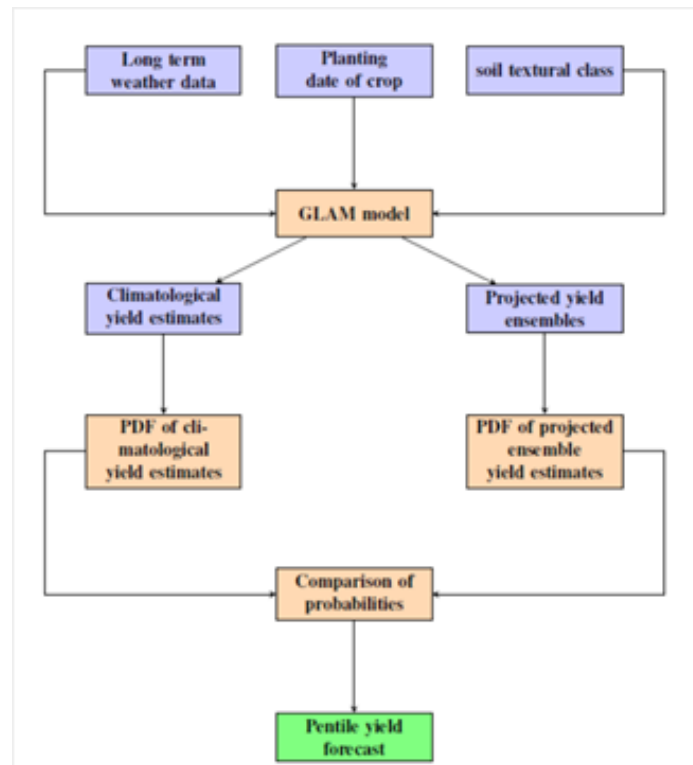 Long term
weather data
Planting
date of crop
soil textural class
GLAM model
Climatological
yield estimates
Projected yield
ensembles
PDF of cli-
matological
yield estimates
PDF of projected
ensemble
yield estimates
Comparison of
probabilities
Pentile yield
forecast